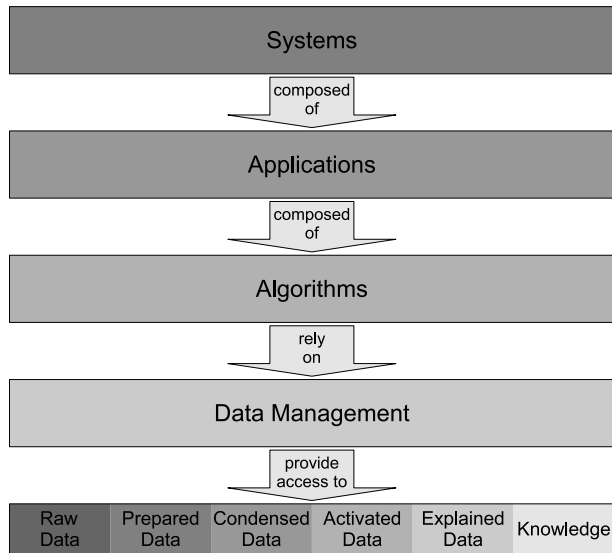 Systems
composed
of
Applications
composed
of
Algorithms
rely
on
Data Management
provide
access to
Raw
Data
Prepared
Data
Condensed
Data
Activated
Data
Explained
Data
Knowledge